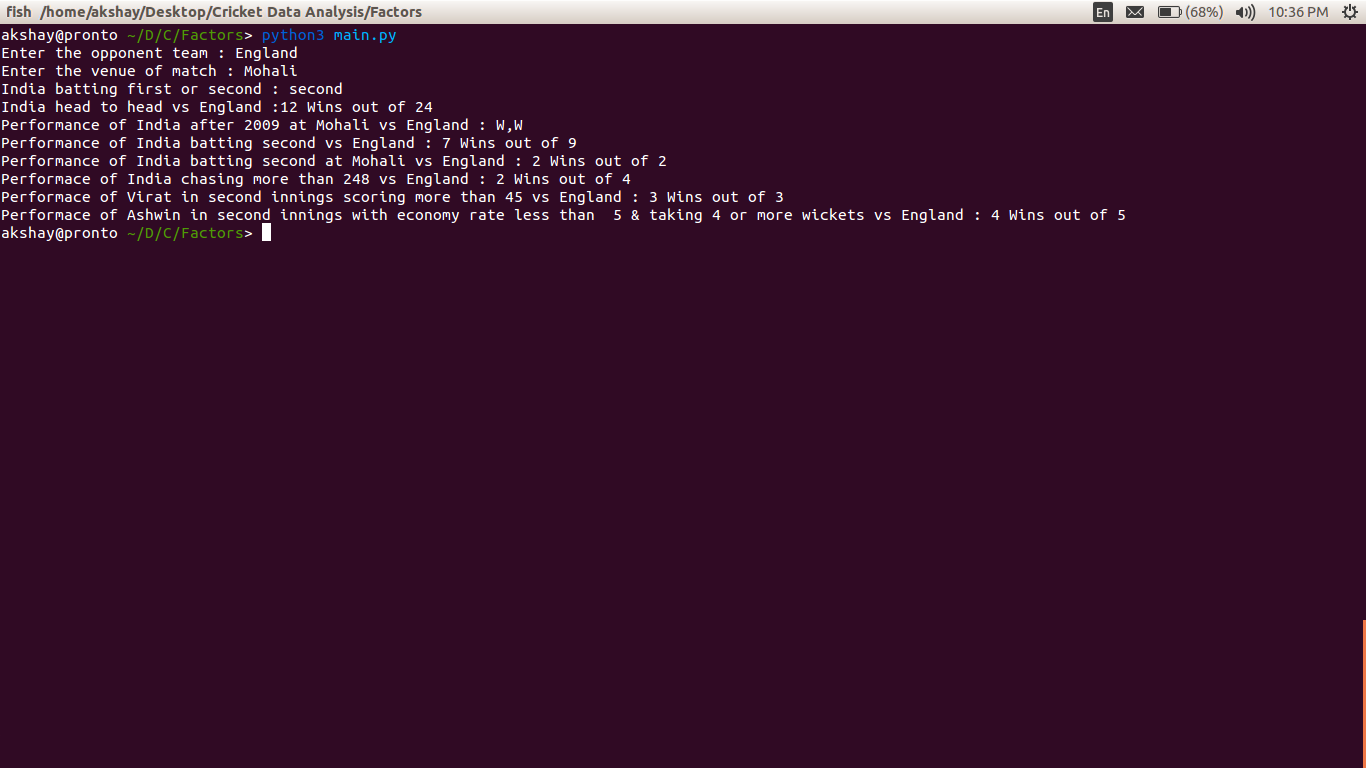 fish /home/akshay/Desktop/Cricket Data Analysis/Factors En (68%) 10:36 PM
akshay@pronto ~/D/C/Factors> python3 main.py
Enter the opponent team : England
Enter the venue of match : Mohali
India batting first or second : second
India head to head vs England :12 Wins out of 24
Performance of India after 2009 at Mohali vs England : W,W
Performance of India batting second vs England : 7 Wins out of 9
Performance of India batting second at Mohali vs England : 2 Wins out of 2
Performace of India chasing more than 248 vs England : 2 Wins out of 4
Performace of Virat in second innings scoring more than 45 vs England : 3 Wins out of 3
Performace of Ashwin in second innings with economy rate less than  5 & taking 4 or more wickets vs England : 4 Wins out of 5
akshay@pronto ~/D/C/Factors>